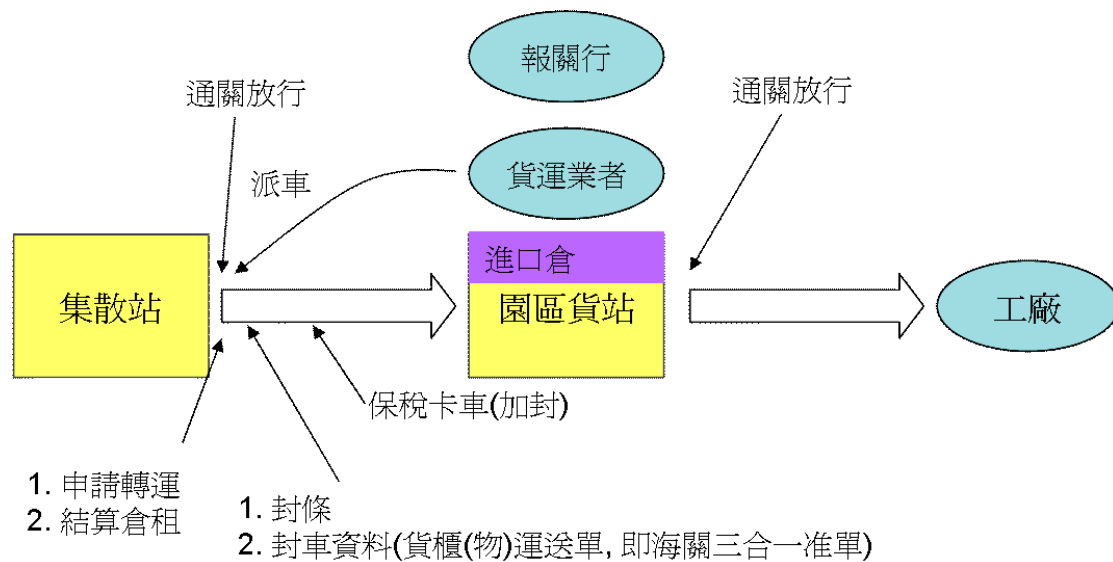 報關行
通關放行
通關放行
派車
貨運業者
進口倉
集散站
園區貨站
工廠
保稅卡車(加封)
1. 申請轉運
2. 結算倉租
1. 封條
2. 封車資料(貨櫃(物)運送單, 即海關三合一准單)